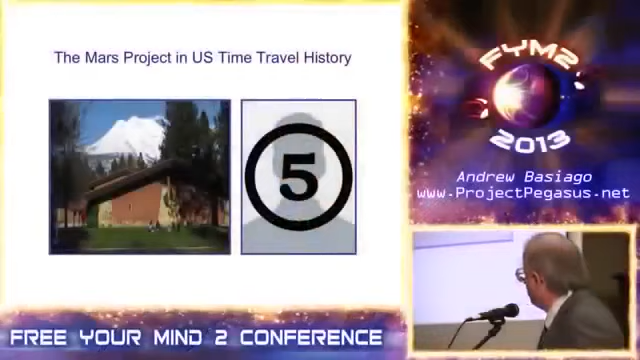 The Mars Project in US Time Travel History
5
FYM2
2013
Andrew Basiago
www.ProjectPegasus.net
FREE YOUR MIND 2 CONFERENCE